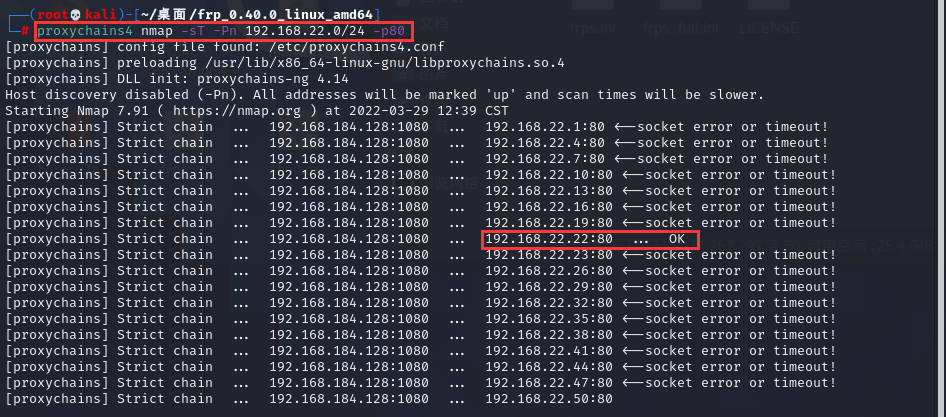 (root💀kali)-[~/桌面/frp_0.40.0_linux_amd64]
# proxychains4 nmap -sT -Pn 192.168.22.0/24 -p80
[proxychains] config file found: /etc/proxychains4.conf
[proxychains] preloading /usr/lib/x86_64-linux-gnu/libproxychains.so.4
[proxychains] DLL init: proxychains-ng 4.14
Host discovery disabled (-Pn). All addresses will be marked 'up' and scan times will be slower.
Starting Nmap 7.91 ( https://nmap.org ) at 2022-03-29 12:39 CST
[proxychains] Strict chain ... 192.168.184.128:1080 ... 192.168.22.1:80 <--socket error or timeout!
[proxychains] Strict chain ... 192.168.184.128:1080 ... 192.168.22.4:80 <--socket error or timeout!
[proxychains] Strict chain ... 192.168.184.128:1080 ... 192.168.22.7:80 <--socket error or timeout!
[proxychains] Strict chain ... 192.168.184.128:1080 ... 192.168.22.10:80 <--socket error or timeout!
[proxychains] Strict chain ... 192.168.184.128:1080 ... 192.168.22.13:80 <--socket error or timeout!
[proxychains] Strict chain ... 192.168.184.128:1080 ... 192.168.22.16:80 <--socket error or timeout!
[proxychains] Strict chain ... 192.168.184.128:1080 ... 192.168.22.19:80 <--socket error or timeout!
[proxychains] Strict chain ... 192.168.184.128:1080 ... 192.168.22.22:80 ... OK
[proxychains] Strict chain ... 192.168.184.128:1080 ... 192.168.22.23:80 <--socket error or timeout!
[proxychains] Strict chain ... 192.168.184.128:1080 ... 192.168.22.26:80 <--socket error or timeout!
[proxychains] Strict chain ... 192.168.184.128:1080 ... 192.168.22.29:80 <--socket error or timeout!
[proxychains] Strict chain ... 192.168.184.128:1080 ... 192.168.22.32:80 <--socket error or timeout!
[proxychains] Strict chain ... 192.168.184.128:1080 ... 192.168.22.35:80 <--socket error or timeout!
[proxychains] Strict chain ... 192.168.184.128:1080 ... 192.168.22.38:80 <--socket error or timeout!
[proxychains] Strict chain ... 192.168.184.128:1080 ... 192.168.22.41:80 <--socket error or timeout!
[proxychains] Strict chain ... 192.168.184.128:1080 ... 192.168.22.44:80 <--socket error or timeout!
[proxychains] Strict chain ... 192.168.184.128:1080 ... 192.168.22.47:80 <--socket error or timeout!
[proxychains] Strict chain ... 192.168.184.128:1080 ... 192.168.22.50:80
文档
frps.ini
frps_full.ini
LICENSE
图片